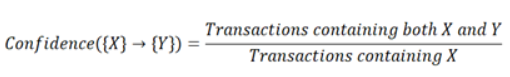 Confidence({X} → {Y}) = Transactions containing both X and Y / Transactions containing X